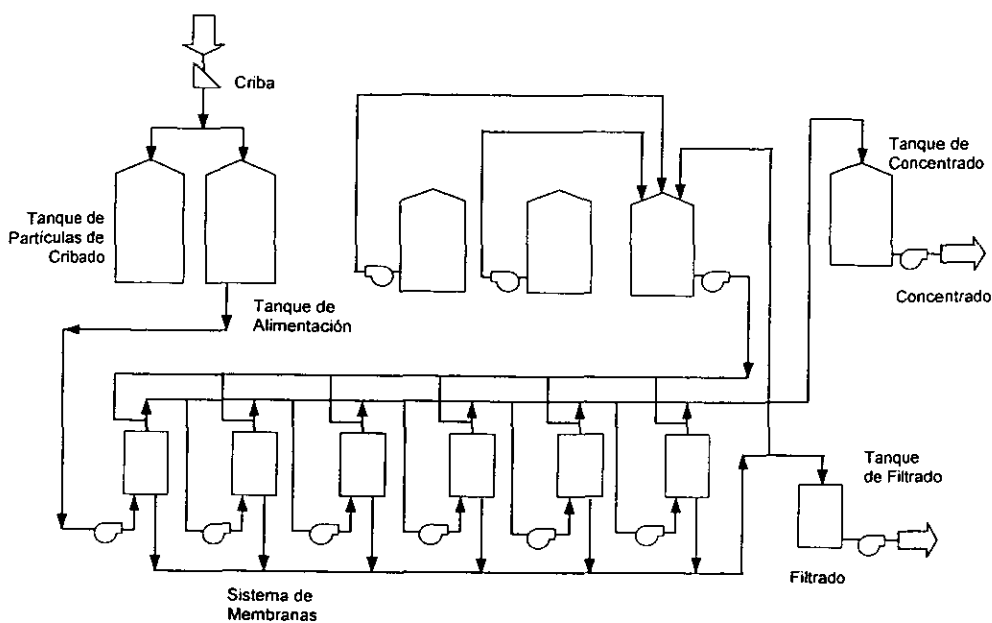 Criba
Tanque de
Partículas de
Cribado
Tanque de
Alimentación
Tanque de
Concentrado
Concentrado
Tanque
de Filtrado
Filtrado
Sistema de
Membranas